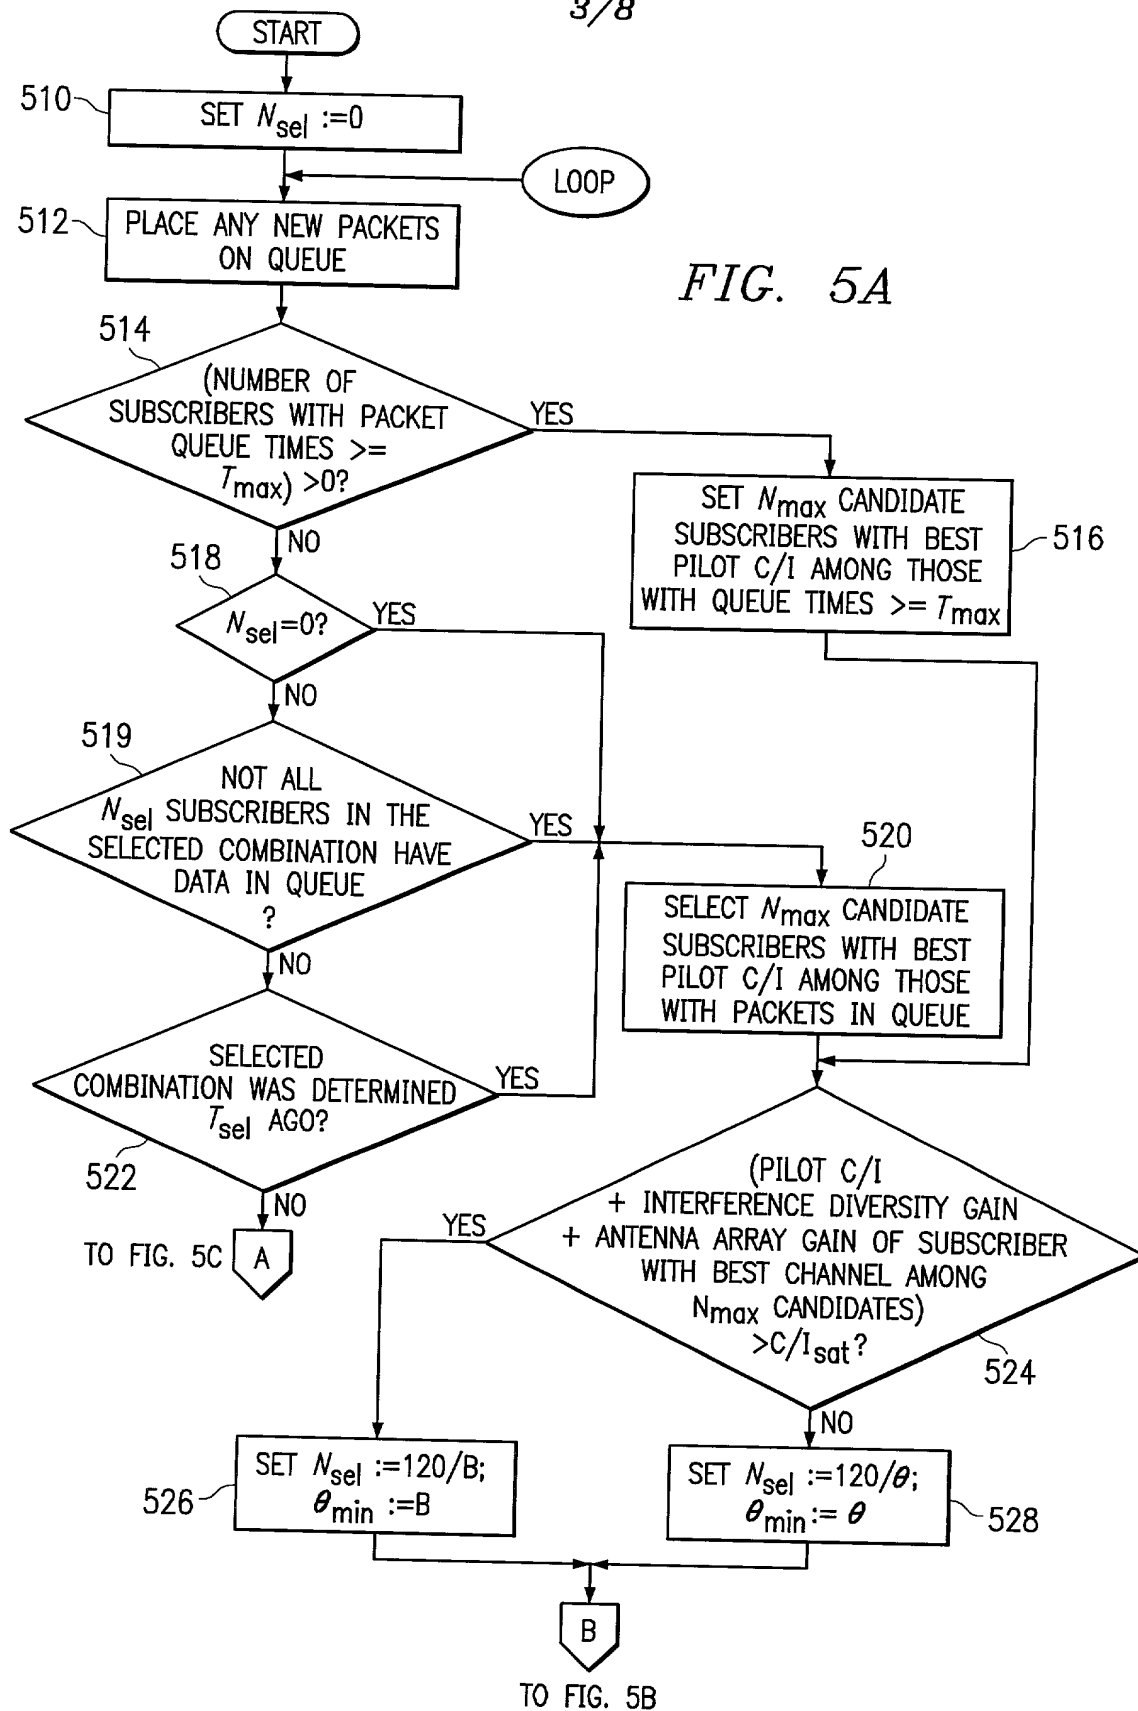 3/8
START
510
SET Nsel :=0
LOOP
512
PLACE ANY NEW PACKETS
ON QUEUE
FIG. 5A
514
(NUMBER OF
SUBSCRIBERS WITH PACKET
QUEUE TIMES >=
Tmax) >0?
YES
NO
SET Nmax CANDIDATE
SUBSCRIBERS WITH BEST
PILOT C/I AMONG THOSE
WITH QUEUE TIMES >= Tmax
516
518
Nsel=0?
YES
NO
519
NOT ALL
Nsel SUBSCRIBERS IN THE
SELECTED COMBINATION HAVE
DATA IN QUEUE
?
YES
NO
520
SELECT Nmax CANDIDATE
SUBSCRIBERS WITH BEST
PILOT C/I AMONG THOSE
WITH PACKETS IN QUEUE
SELECTED
COMBINATION WAS DETERMINED
Tsel AGO?
YES
522
NO
TO FIG. 5C
A
(PILOT C/I
+ INTERFERENCE DIVERSITY GAIN
+ ANTENNA ARRAY GAIN OF SUBSCRIBER
WITH BEST CHANNEL AMONG
Nmax CANDIDATES)
>C/Isat?
YES
524
NO
SET Nsel :=120/B;
θmin :=B
526
SET Nsel :=120/θ;
θmin := θ
528
B
TO FIG. 5B